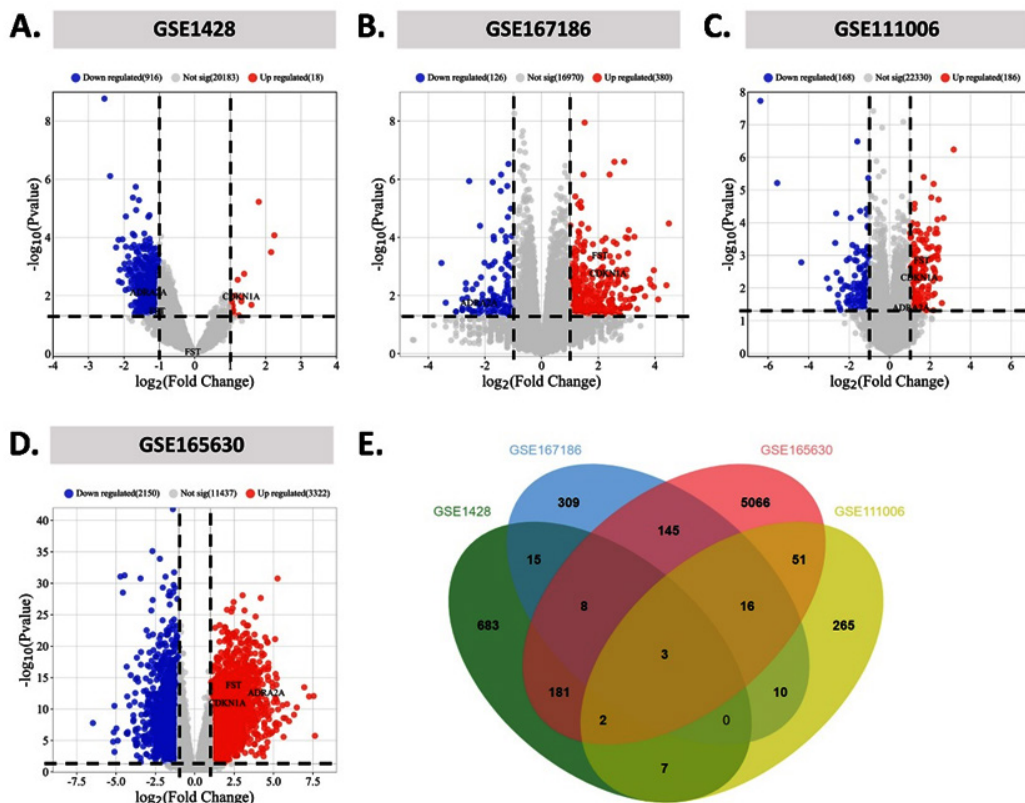 A.
GSE1428
Down regulated(916) Not sig(20183) Up regulated(18)
8
6
4
2
0
-log10(Pvalue)
ADRA2A
CDKN1A
FST
-4 -3 -2 -1 0 1 2 3 4
log2(Fold Change)
B.
GSE167186
Down regulated(126) Not sig(16970) Up regulated(380)
8
6
4
2
0
-log10(Pvalue)
FST
CDKN1A
ADRA2A
-4 -2 0 2 4
log2(Fold Change)
C.
GSE111006
Down regulated(168) Not sig(22330) Up regulated(186)
8
7
6
5
4
3
2
1
0
-log10(Pvalue)
FST
CDKN1A
ADRA2A
-6 -4 -2 0 2 4 6
log2(Fold Change)
D.
GSE165630
Down regulated(2150) Not sig(11437) Up regulated(3322)
40
35
30
25
20
15
10
5
0
-log10(Pvalue)
FST
ADRA2A
CDKN1A
-7.5 -5.0 -2.5 0.0 2.5 5.0 7.5
log2(Fold Change)
E.
GSE167186 GSE165630
GSE1428 GSE111006
309 5066
145
15 51
8 16
683 265
3
181 10
2 0
7